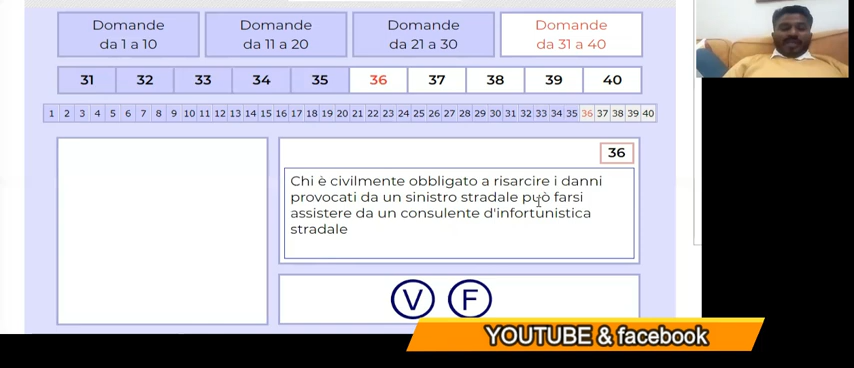 Domande
da 1 a 10
Domande
da 11 a 20
Domande
da 21 a 30
Domande
da 31 a 40
31 32 33 34 35 36 37 38 39 40
1 2 3 4 5 6 7 8 9 10 11 12 13 14 15 16 17 18 19 20 21 22 23 24 25 26 27 28 29 30 31 32 33 34 35 36 37 38 39 40
36
Chi è civilmente obbligato a risarcire i danni
provocati da un sinistro stradale può farsi
assistere da un consulente d'infortunistica
stradale
V F
YOUTUBE & facebook